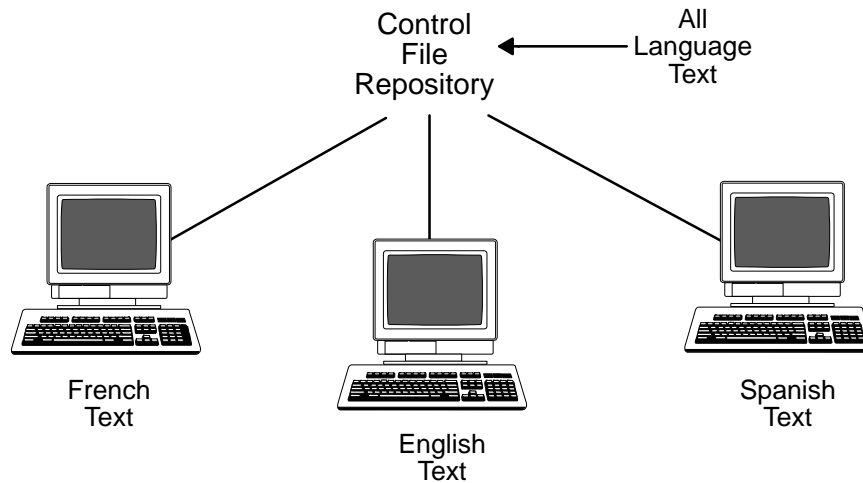 Control
File
Repository
All
Language
Text
French
Text
English
Text
Spanish
Text